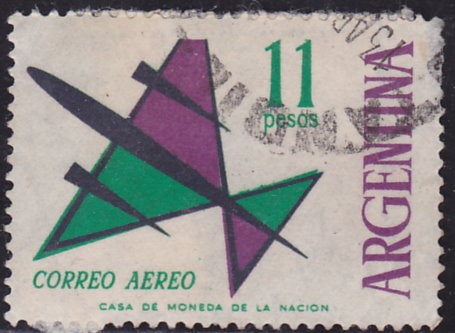 11
pesos
ARGENTINA
CORREO AEREO
CASA DE MONEDA DE LA NACION